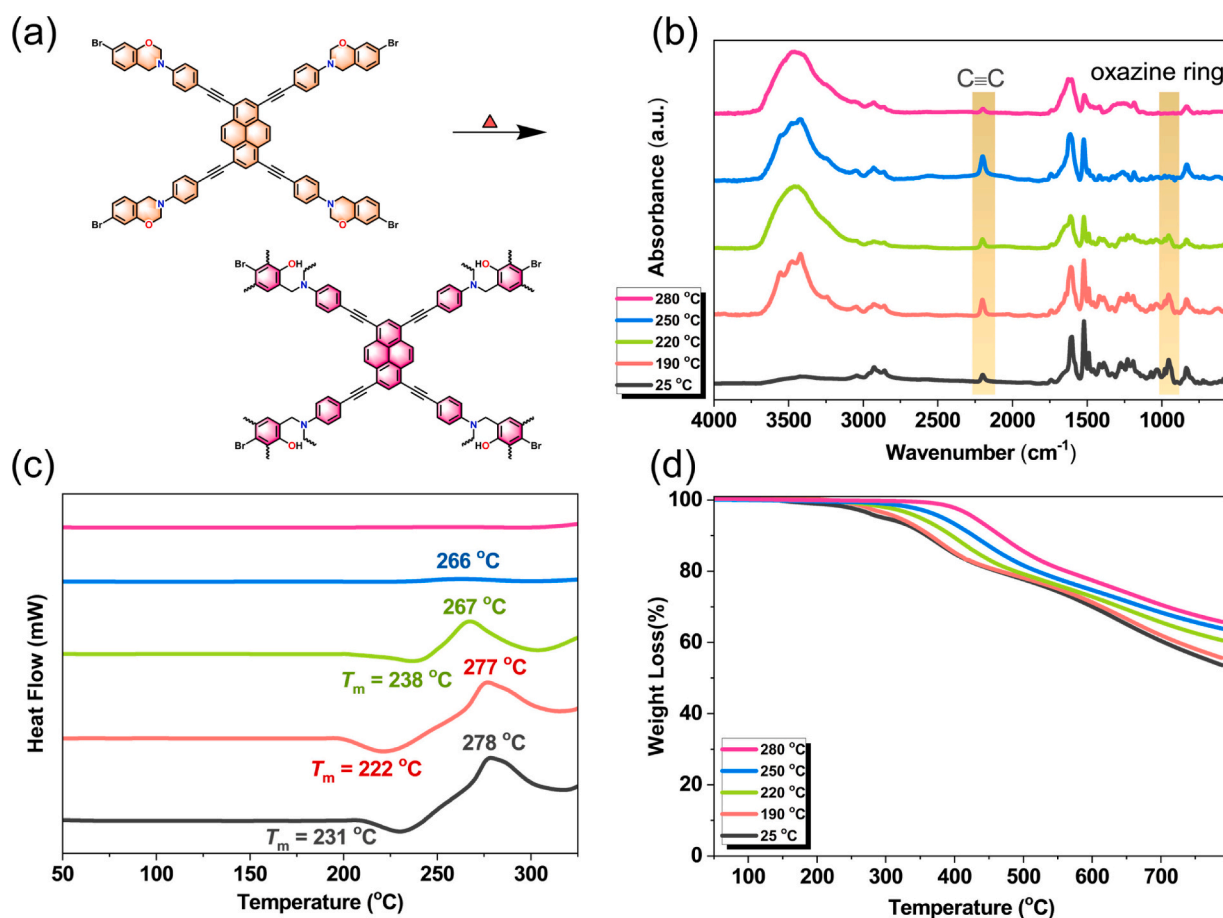 (a)
Br
O
N
N
O
Br
Br
N
O
N
O
Br
Br
OH
N
N
HO
Br
Br
OH
N
N
HO
Br
(b)
C≡C
oxazine ring
Absorbance (a.u.)
280 °C
250 °C
220 °C
190 °C
25 °C
4000 3500 3000 2500 2000 1500 1000
Wavenumber (cm⁻¹)
(c)
266 °C
267 °C
Tm = 238 °C
277 °C
Tm = 222 °C
278 °C
Tm = 231 °C
Heat Flow (mW)
50 100 150 200 250 300
Temperature (°C)
(d)
100
80
60
40
20
0
Weight Loss(%)
280 °C
250 °C
220 °C
190 °C
25 °C
100 200 300 400 500 600 700
Temperature (°C)